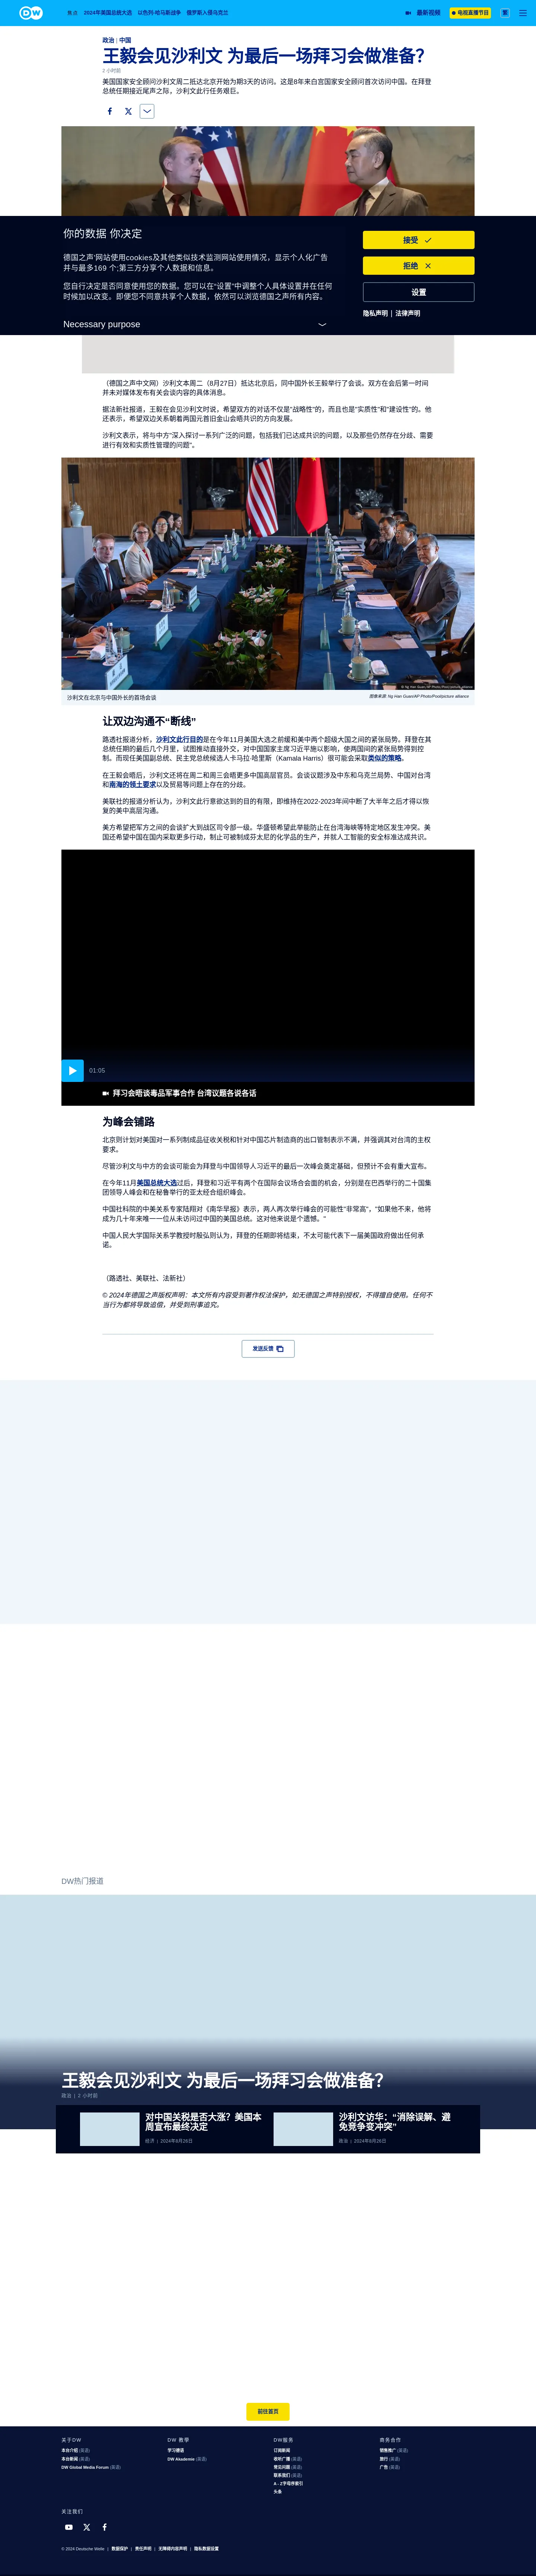 DW
焦点 2024年美国总统大选 以色列-哈马斯战争 俄罗斯入侵乌克兰
最新视频 电视直播节目 繁
政治 | 中国
王毅会见沙利文 为最后一场拜习会做准备?
2 小时前
美国国家安全顾问沙利文周二抵达北京开始为期3天的访问。这是8年来白宫国家安全顾问首次访问中国。在拜登
总统任期接近尾声之际，沙利文此行任务艰巨。
你的数据 你决定
德国之声'网站使用cookies及其他类似技术监测网站使用情况，显示个人化广告
并与最多169 个;第三方分享个人数据和信息。
您自行决定是否同意使用您的数据。您可以在“设置”中调整个人具体设置并在任何
时候加以改变。即便您不同意共享个人数据，依然可以浏览德国之声所有内容。
Necessary purpose
接受
拒绝
设置
隐私声明 | 法律声明
（德国之声中文网）沙利文本周二（8月27日）抵达北京后，同中国外长王毅举行了会谈。双方在会后第一时间
并未对媒体发布有关会谈内容的具体消息。
据法新社报道，王毅在会见沙利文时说，希望双方的对话不仅是"战略性"的，而且也是"实质性"和"建设性"的。他
还表示，希望双边关系朝着两国元首旧金山会晤共识的方向发展。
沙利文表示，将与中方"深入探讨一系列广泛的问题，包括我们已达成共识的问题，以及那些仍然存在分歧、需要
进行有效和实质性管理的问题"。
© Ng Han Guan, AP Photo/Pool/picture alliance
沙利文在北京与中国外长的首场会谈
图像来源: Ng Han Guan/AP Photo/Pool/picture alliance
让双边沟通不“断线”
路透社报道分析，沙利文此行目的是在今年11月美国大选之前缓和美中两个超级大国之间的紧张局势。拜登在其
总统任期的最后几个月里，试图推动直接外交，对中国国家主席习近平施以影响，使两国间的紧张局势得到控
制。而现任美国副总统、民主党总统候选人卡马拉·哈里斯（Kamala Harris）很可能会采取类似的策略。
在王毅会晤后，沙利文还将在周二和周三会晤更多中国高层官员。会谈议题涉及中东和乌克兰局势、中国对台湾
和南海的领土要求以及贸易等问题上存在的分歧。
美联社的报道分析认为，沙利文此行意欲达到的目的有限，即维持在2022-2023年间中断了大半年之后才得以恢
复的美中高层沟通。
美方希望把军方之间的会谈扩大到战区司令部一级。华盛顿希望此举能防止在台湾海峡等特定地区发生冲突。美
国还希望中国在国内采取更多行动，制止可被制成芬太尼的化学品的生产，并就人工智能的安全标准达成共识。
01:05
拜习会晤谈毒品军事合作 台湾议题各说各话
为峰会铺路
北京则计划对美国对一系列制成品征收关税和针对中国芯片制造商的出口管制表示不满，并强调其对台湾的主权
要求。
尽管沙利文与中方的会谈可能会为拜登与中国领导人习近平的最后一次峰会奠定基础，但预计不会有重大宣布。
在今年11月美国总统大选过后，拜登和习近平有两个在国际会议场合会面的机会，分别是在巴西举行的二十国集
团领导人峰会和在秘鲁举行的亚太经合组织峰会。
中国社科院的中美关系专家陆翔对《南华早报》表示，两人再次举行峰会的可能性"非常高"，"如果他不来，他将
成为几十年来唯一一位从未访问过中国的美国总统。这对他来说是个遗憾。"
中国人民大学国际关系学教授时殷弘则认为，拜登的任期即将结束，不太可能代表下一届美国政府做出任何承
诺。
（路透社、美联社、法新社）
© 2024年德国之声版权声明：本文所有内容受到著作权法保护，如无德国之声特别授权，不得擅自使用。任何不
当行为都将导致追偿，并受到刑事追究。
发送反馈
DW热门报道
王毅会见沙利文 为最后一场拜习会做准备?
政治 | 2 小时前
对中国关税是否大涨？美国本
周宣布最终决定
经济 | 2024年8月26日
沙利文访华：“消除误解、避
免竞争变冲突”
政治 | 2024年8月26日
前往首页
关于DW
本台介绍 (英语)
本台新闻 (英语)
DW Global Media Forum (英语)
DW 教學
学习德语
DW Akademie (英语)
DW服务
订阅新闻
收听广播 (英语)
常见问题 (英语)
联系我们 (英语)
A - Z字母序索引
头条
商务合作
销售推广 (英语)
旅行 (英语)
广告 (英语)
关注我们
© 2024 Deutsche Welle | 数据保护 | 责任声明 | 无障碍内容声明 | 隐私数据设置